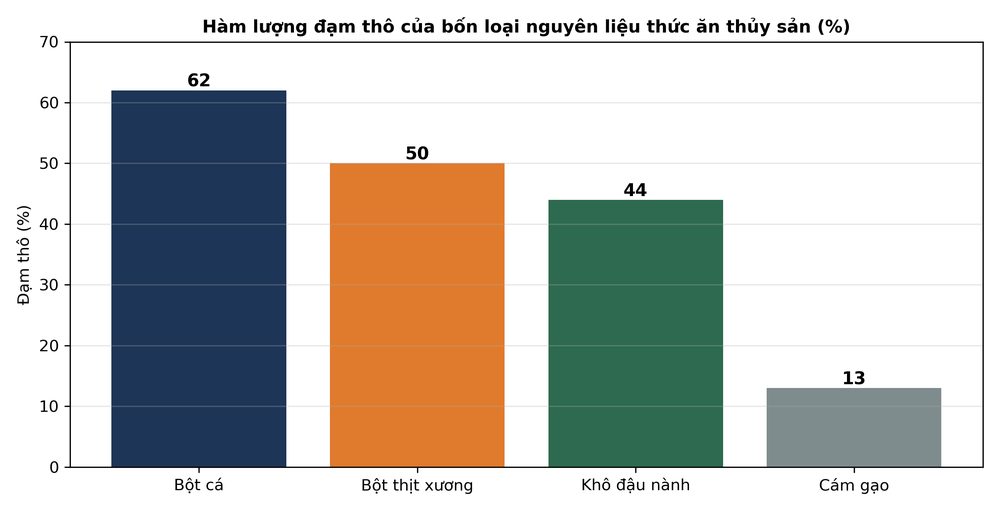 Hàm lượng đạm thô của bốn loại nguyên liệu thức ăn thủy sản (%)
Đạm thô (%)
70
60
50
40
30
20
10
0
62
50
44
13
Bột cá
Bột thịt xương
Khô đậu nành
Cám gạo